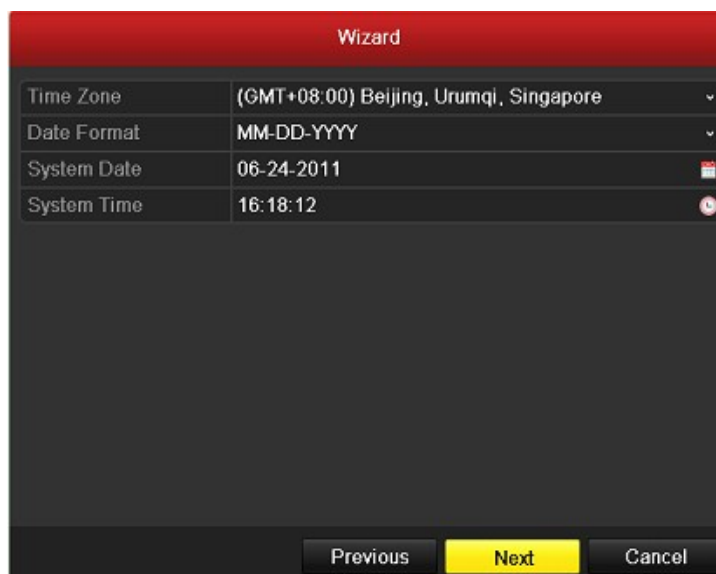 Wizard
Time Zone (GMT+08:00) Beijing, Urumqi, Singapore
Date Format MM-DD-YYYY
System Date 06-24-2011
System Time 16:18:12
Previous Next Cancel